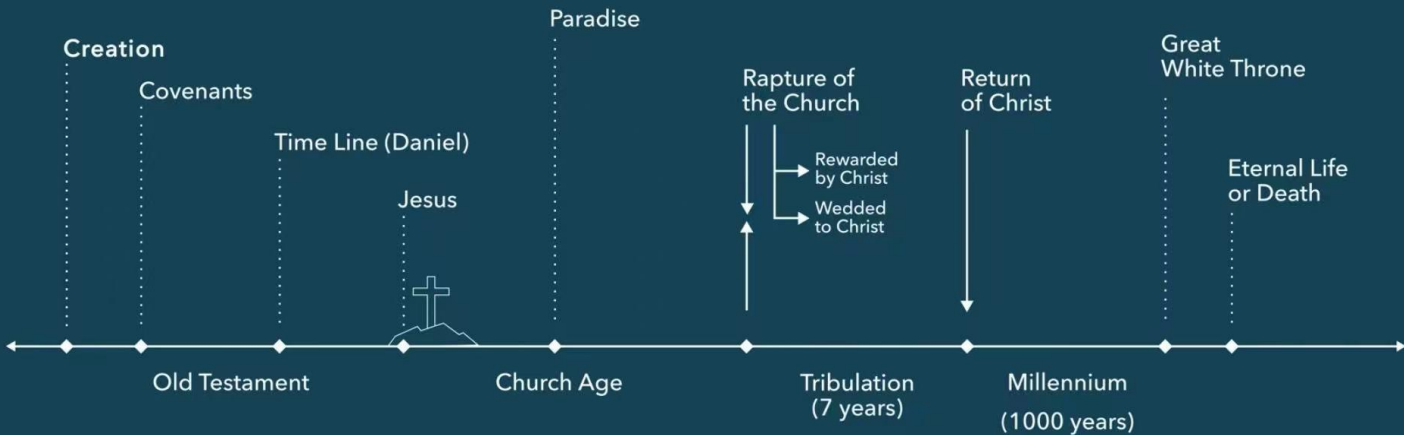 Creation
Covenants
Time Line (Daniel)
Jesus
Paradise
Rapture of
the Church
Rewarded
by Christ
Wedded
to Christ
Return
of Christ
Great
White Throne
Eternal Life
or Death
Old Testament
Church Age
Tribulation
(7 years)
Millennium
(1000 years)